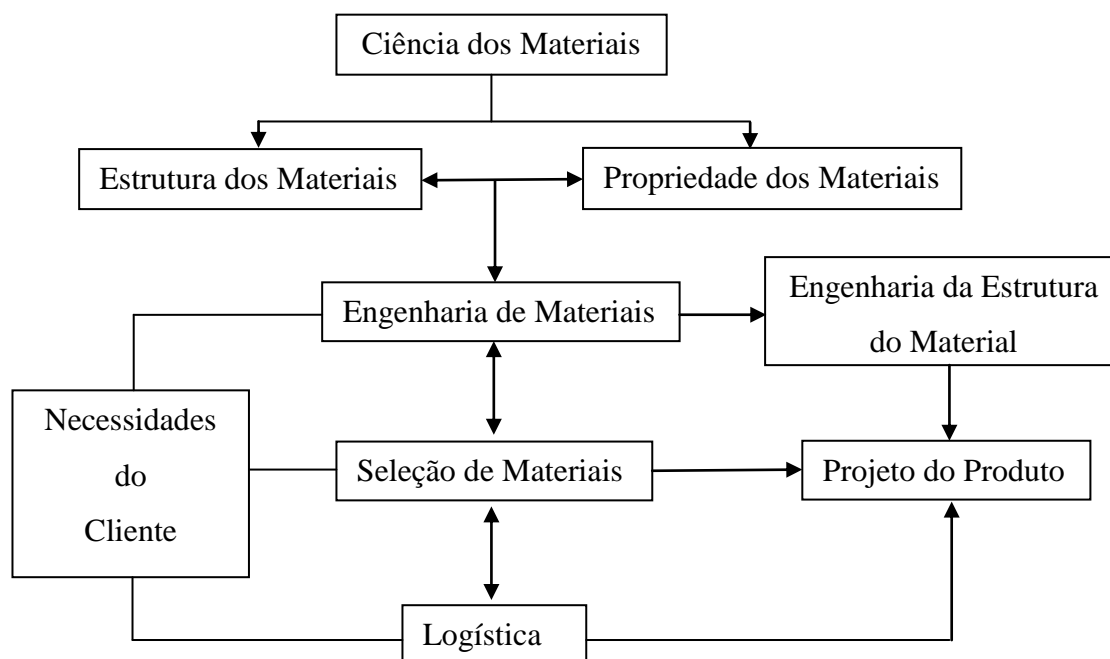 Ciência dos Materiais
Estrutura dos Materiais
Propriedade dos Materiais
Engenharia de Materiais
Engenharia da Estrutura
do Material
Necessidades
do
Cliente
Seleção de Materiais
Projeto do Produto
Logística